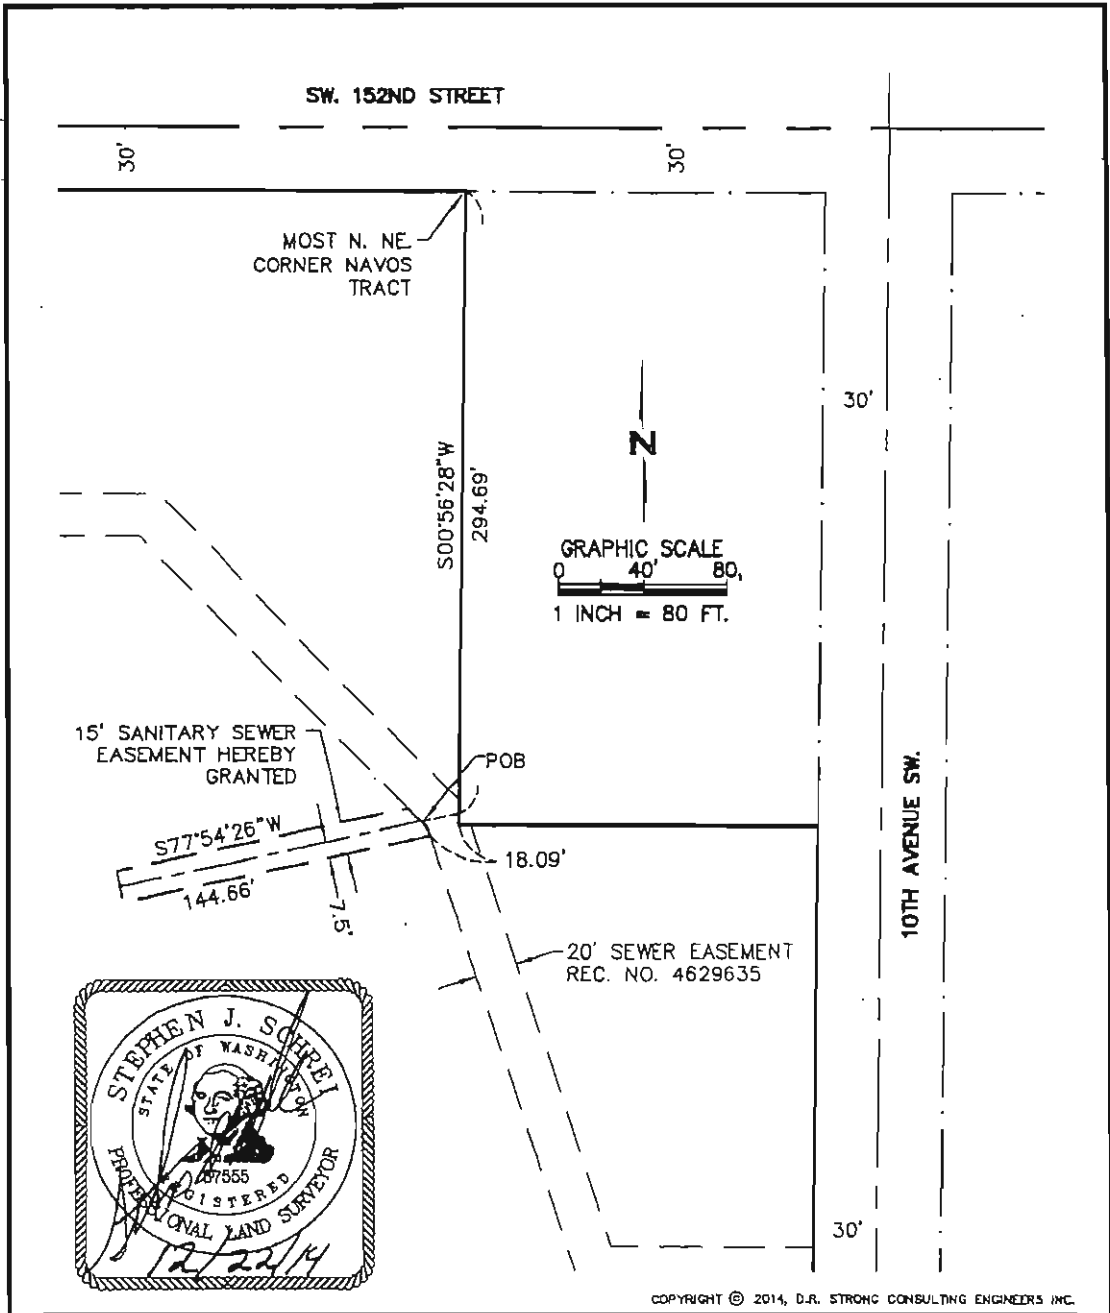 SW. 152ND STREET
30'
30'
MOST N. NE
CORNER NAVOS
TRACT
30'
S00°56'28"W
294.69'
N
GRAPHIC SCALE
0 40' 80'
1 INCH = 80 FT.
15' SANITARY SEWER
EASEMENT HEREBY
GRANTED
POB
S77°54'26"W
144.66'
7.5'
18.09'
10TH AVENUE SW.
20' SEWER EASEMENT
REC. NO. 4629635
STEPHEN J. SCHREI
STATE OF WASHINGTON
37555
REGISTERED
PROFESSIONAL LAND SURVEYOR
12/22/14
30'
COPYRIGHT © 2014, D.R. STRONG CONSULTING ENGINEERS INC.